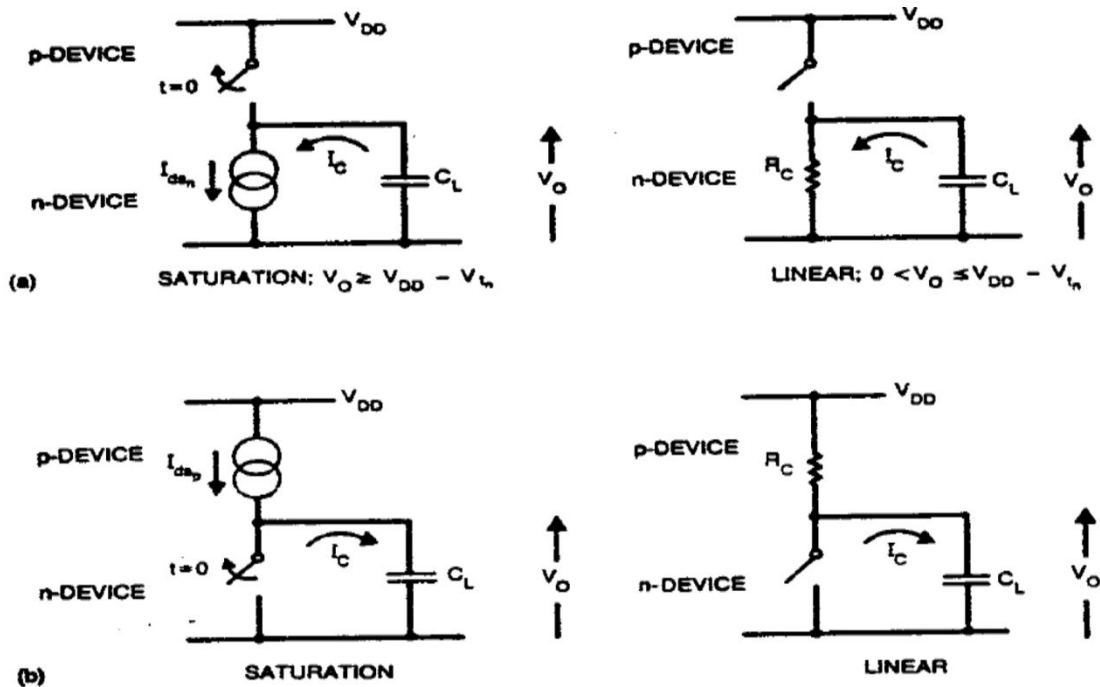 V_DD
p-DEVICE
t=0
I_dsn
I_C
C_L
V_O
n-DEVICE
(a)
SATURATION; V_O ≥ V_DD − V_tn
V_DD
p-DEVICE
R_C
I_C
C_L
V_O
n-DEVICE
LINEAR; 0 < V_O ≤ V_DD − V_tn
V_DD
p-DEVICE
I_dsp
t=0
I_C
C_L
V_O
n-DEVICE
(b)
SATURATION
V_DD
p-DEVICE
R_C
I_C
C_L
V_O
n-DEVICE
LINEAR